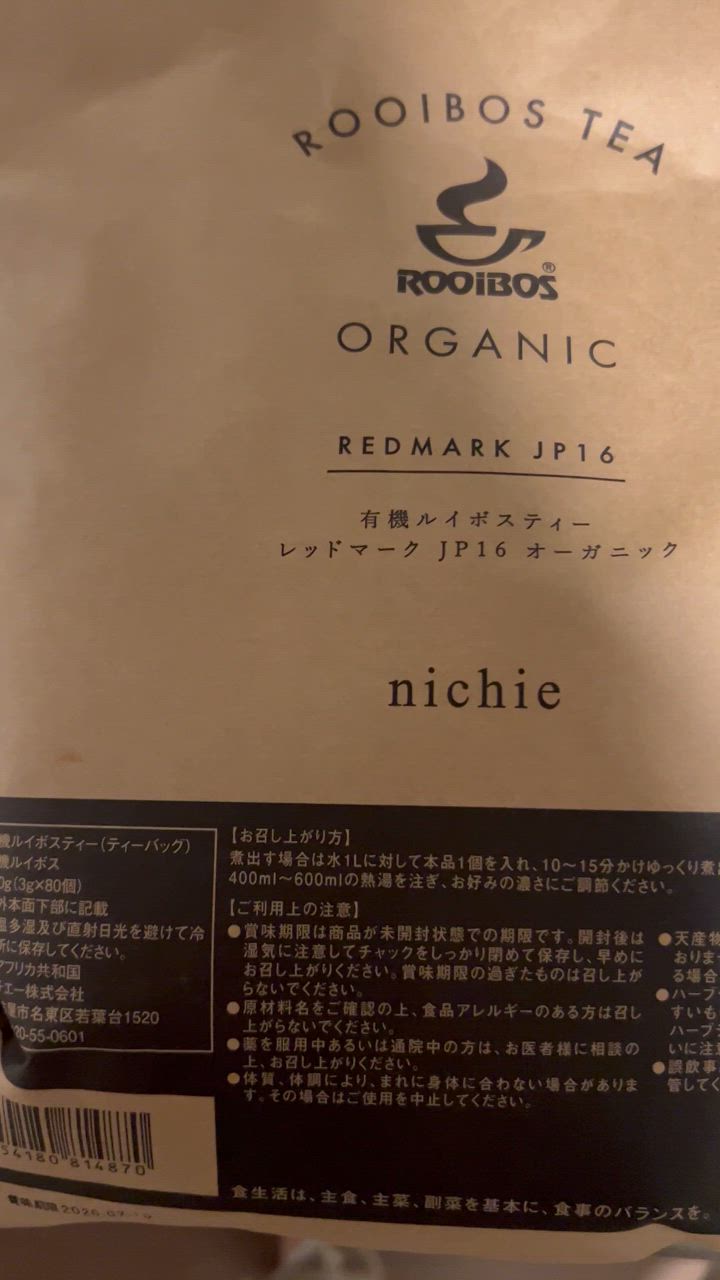 ROOIBOS TEA
ROOIBOS®
ORGANIC
REDMARK JP16
有機ルイボスティー
レッドマーク JP16 オーガニック
nichie
機ルイボスティー(ティーバッグ)
機ルイボス
0g(3g×80個)
外本面下部に記載
温多湿及び直射日光を避けて冷
所に保存してください。
アフリカ共和国
チエー株式会社
市名東区若葉台1520
20-55-0601
【お召し上がり方】
煮出す場合は水1Lに対して本品1個を入れ、10〜15分かけゆっくり煮
400ml〜600mlの熱湯を注ぎ、お好みの濃さにご調節ください。
【ご利用上の注意】
●賞味期限は商品が未開封状態での期限です。開封後は
湿気に注意してチャックをしっかり閉めて保存し、早めに
お召し上がりください。賞味期限の過ぎたものは召し上が
らないでください。
●原材料名をご確認の上、食品アレルギーのある方は召し
上がらないでください。
●薬を服用中あるいは通院中の方は、お医者様に相談の
上、お召し上がりください。
●体質、体調により、まれに身体に合わない場合がありま
す。その場合はご使用を中止してください。
●天産物
おりま
る場合
●ハーブ
すいも
ハーブ
いに注
●誤飲事
管してく
54180 814870
食生活は、主食、主菜、副菜を基本に、食事のバランスを。
賞味期限2026.07